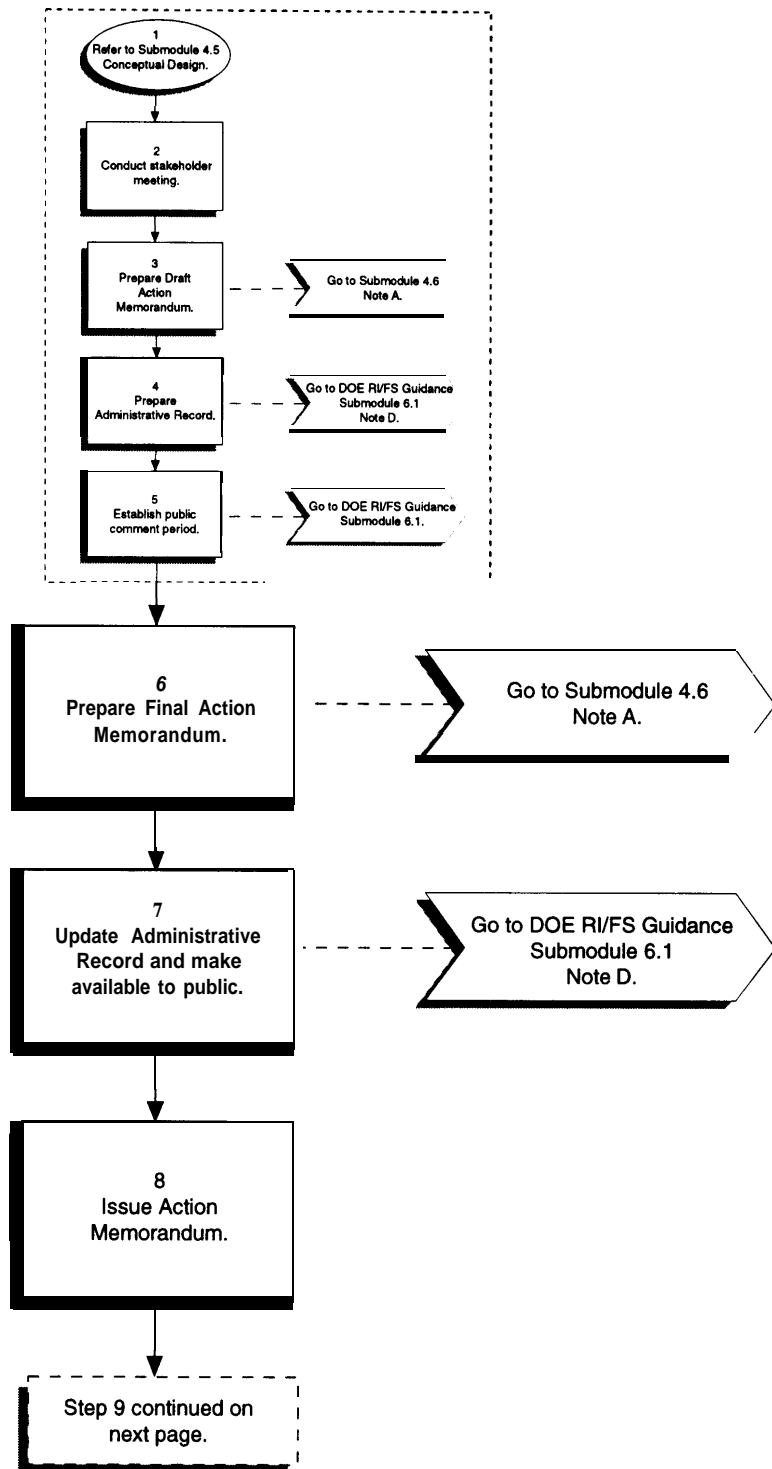 1
Refer to Submodule 4.5
Conceptual Design.
2
Conduct stakeholder
meeting.
3
Prepare Draft
Action
Memorandum.
Go to Submodule 4.6
Note A.
4
Prepare
Administrative Record.
Go to DOE RI/FS Guidance
Submodule 6.1
Note D.
5
Establish public
comment period.
Go to DOE RI/FS Guidance
Submodule 6.1.
6
Prepare Final Action
Memorandum.
Go to Submodule 4.6
Note A.
7
Update Administrative
Record and make
available to public.
Go to DOE RI/FS Guidance
Submodule 6.1
Note D.
8
Issue Action
Memorandum.
Step 9 continued on
next page.